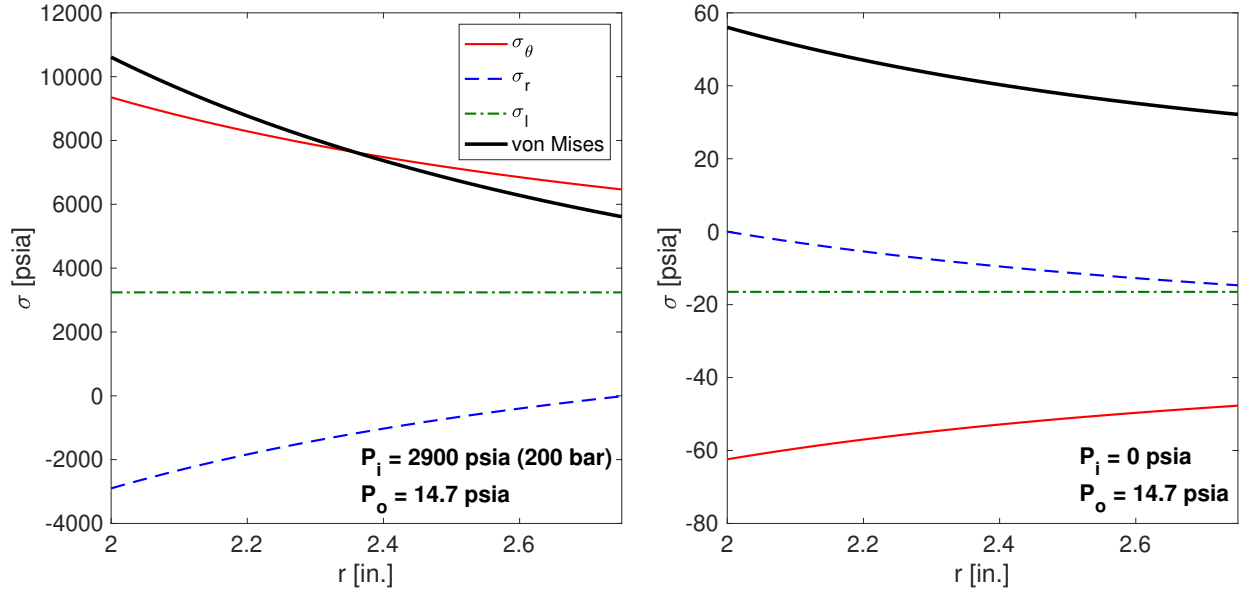 12000
10000
8000
6000
4000
2000
0
-2000
-4000
σ [psia]
2
2.2
2.4
2.6
r [in.]
σθ
σr
σl
von Mises
Pi = 2900 psia (200 bar)
Po = 14.7 psia
60
40
20
0
-20
-40
-60
-80
σ [psia]
2
2.2
2.4
2.6
r [in.]
Pi = 0 psia
Po = 14.7 psia